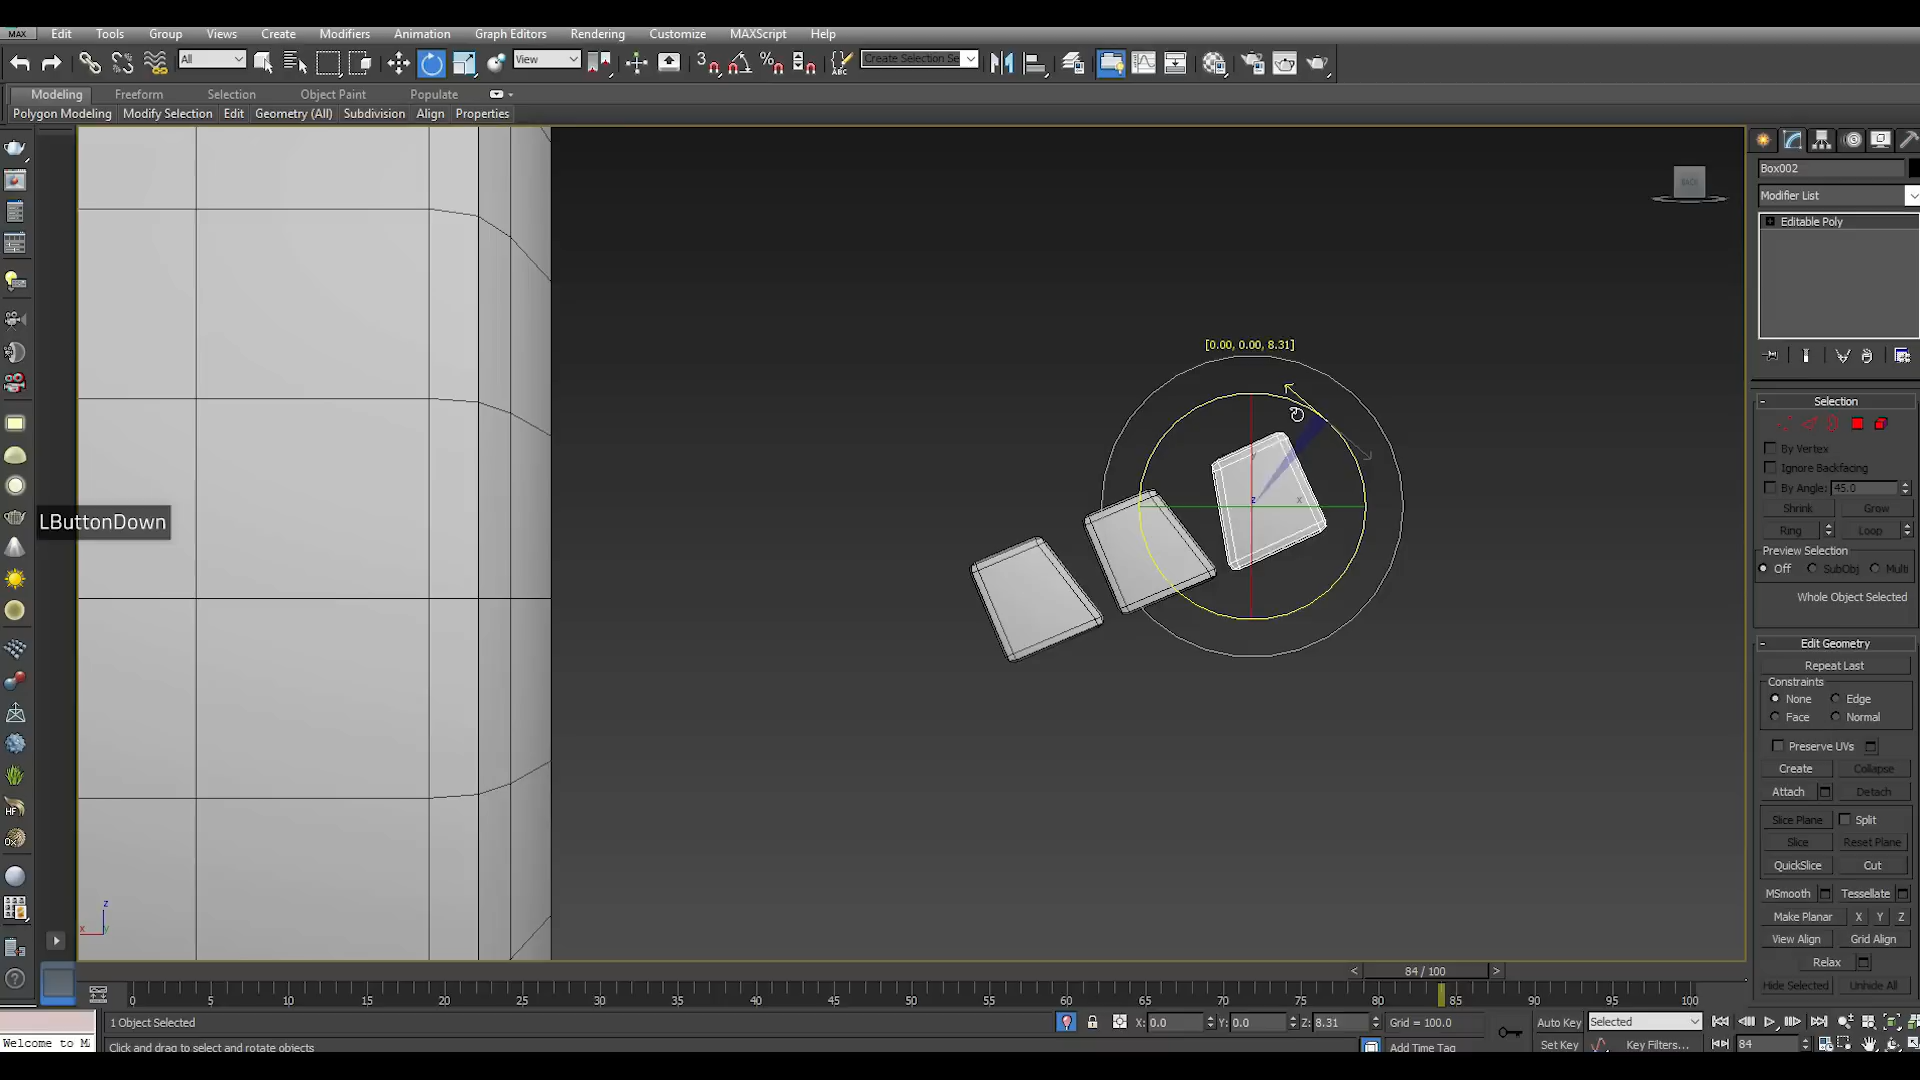 MAX Edit Tools Group Views Create Modifiers Animation Graph Editors Rendering Customize MAXScript Help
All View Create Selection Se
Modeling Freeform Selection Object Paint Populate
Polygon Modeling Modify Selection Edit Geometry (All) Subdivision Align Properties
Box002
Modifier List
Editable Poly
BACK
[0.00, 0.00, 8.31]
Selection
By Vertex
Ignore Backfacing
By Angle: 45.0
Shrink Grow
Ring Loop
Preview Selection
Off SubObj Multi
Whole Object Selected
LButtonDown
z x
Edit Geometry
Repeat Last
Constraints
None Edge
Face Normal
Preserve UVs
Create Collapse
Attach Detach
Slice Plane Split
Slice Reset Plane
QuickSlice Cut
MSmooth Tessellate
Make Planar X Y Z
View Align Grid Align
Relax
Hide Selected Unhide All
z
x
84 / 100
0 5 10 15 20 25 30 35 40 45 50 55 60 65 70 75 80 85 90 95 100
1 Object Selected X: 0.0 Y: 0.0 Z: 8.31 Grid = 100.0 Auto Key Selected
Welcome to Click and drag to select and rotate objects Add Time Tag Set Key Key Filters... 84